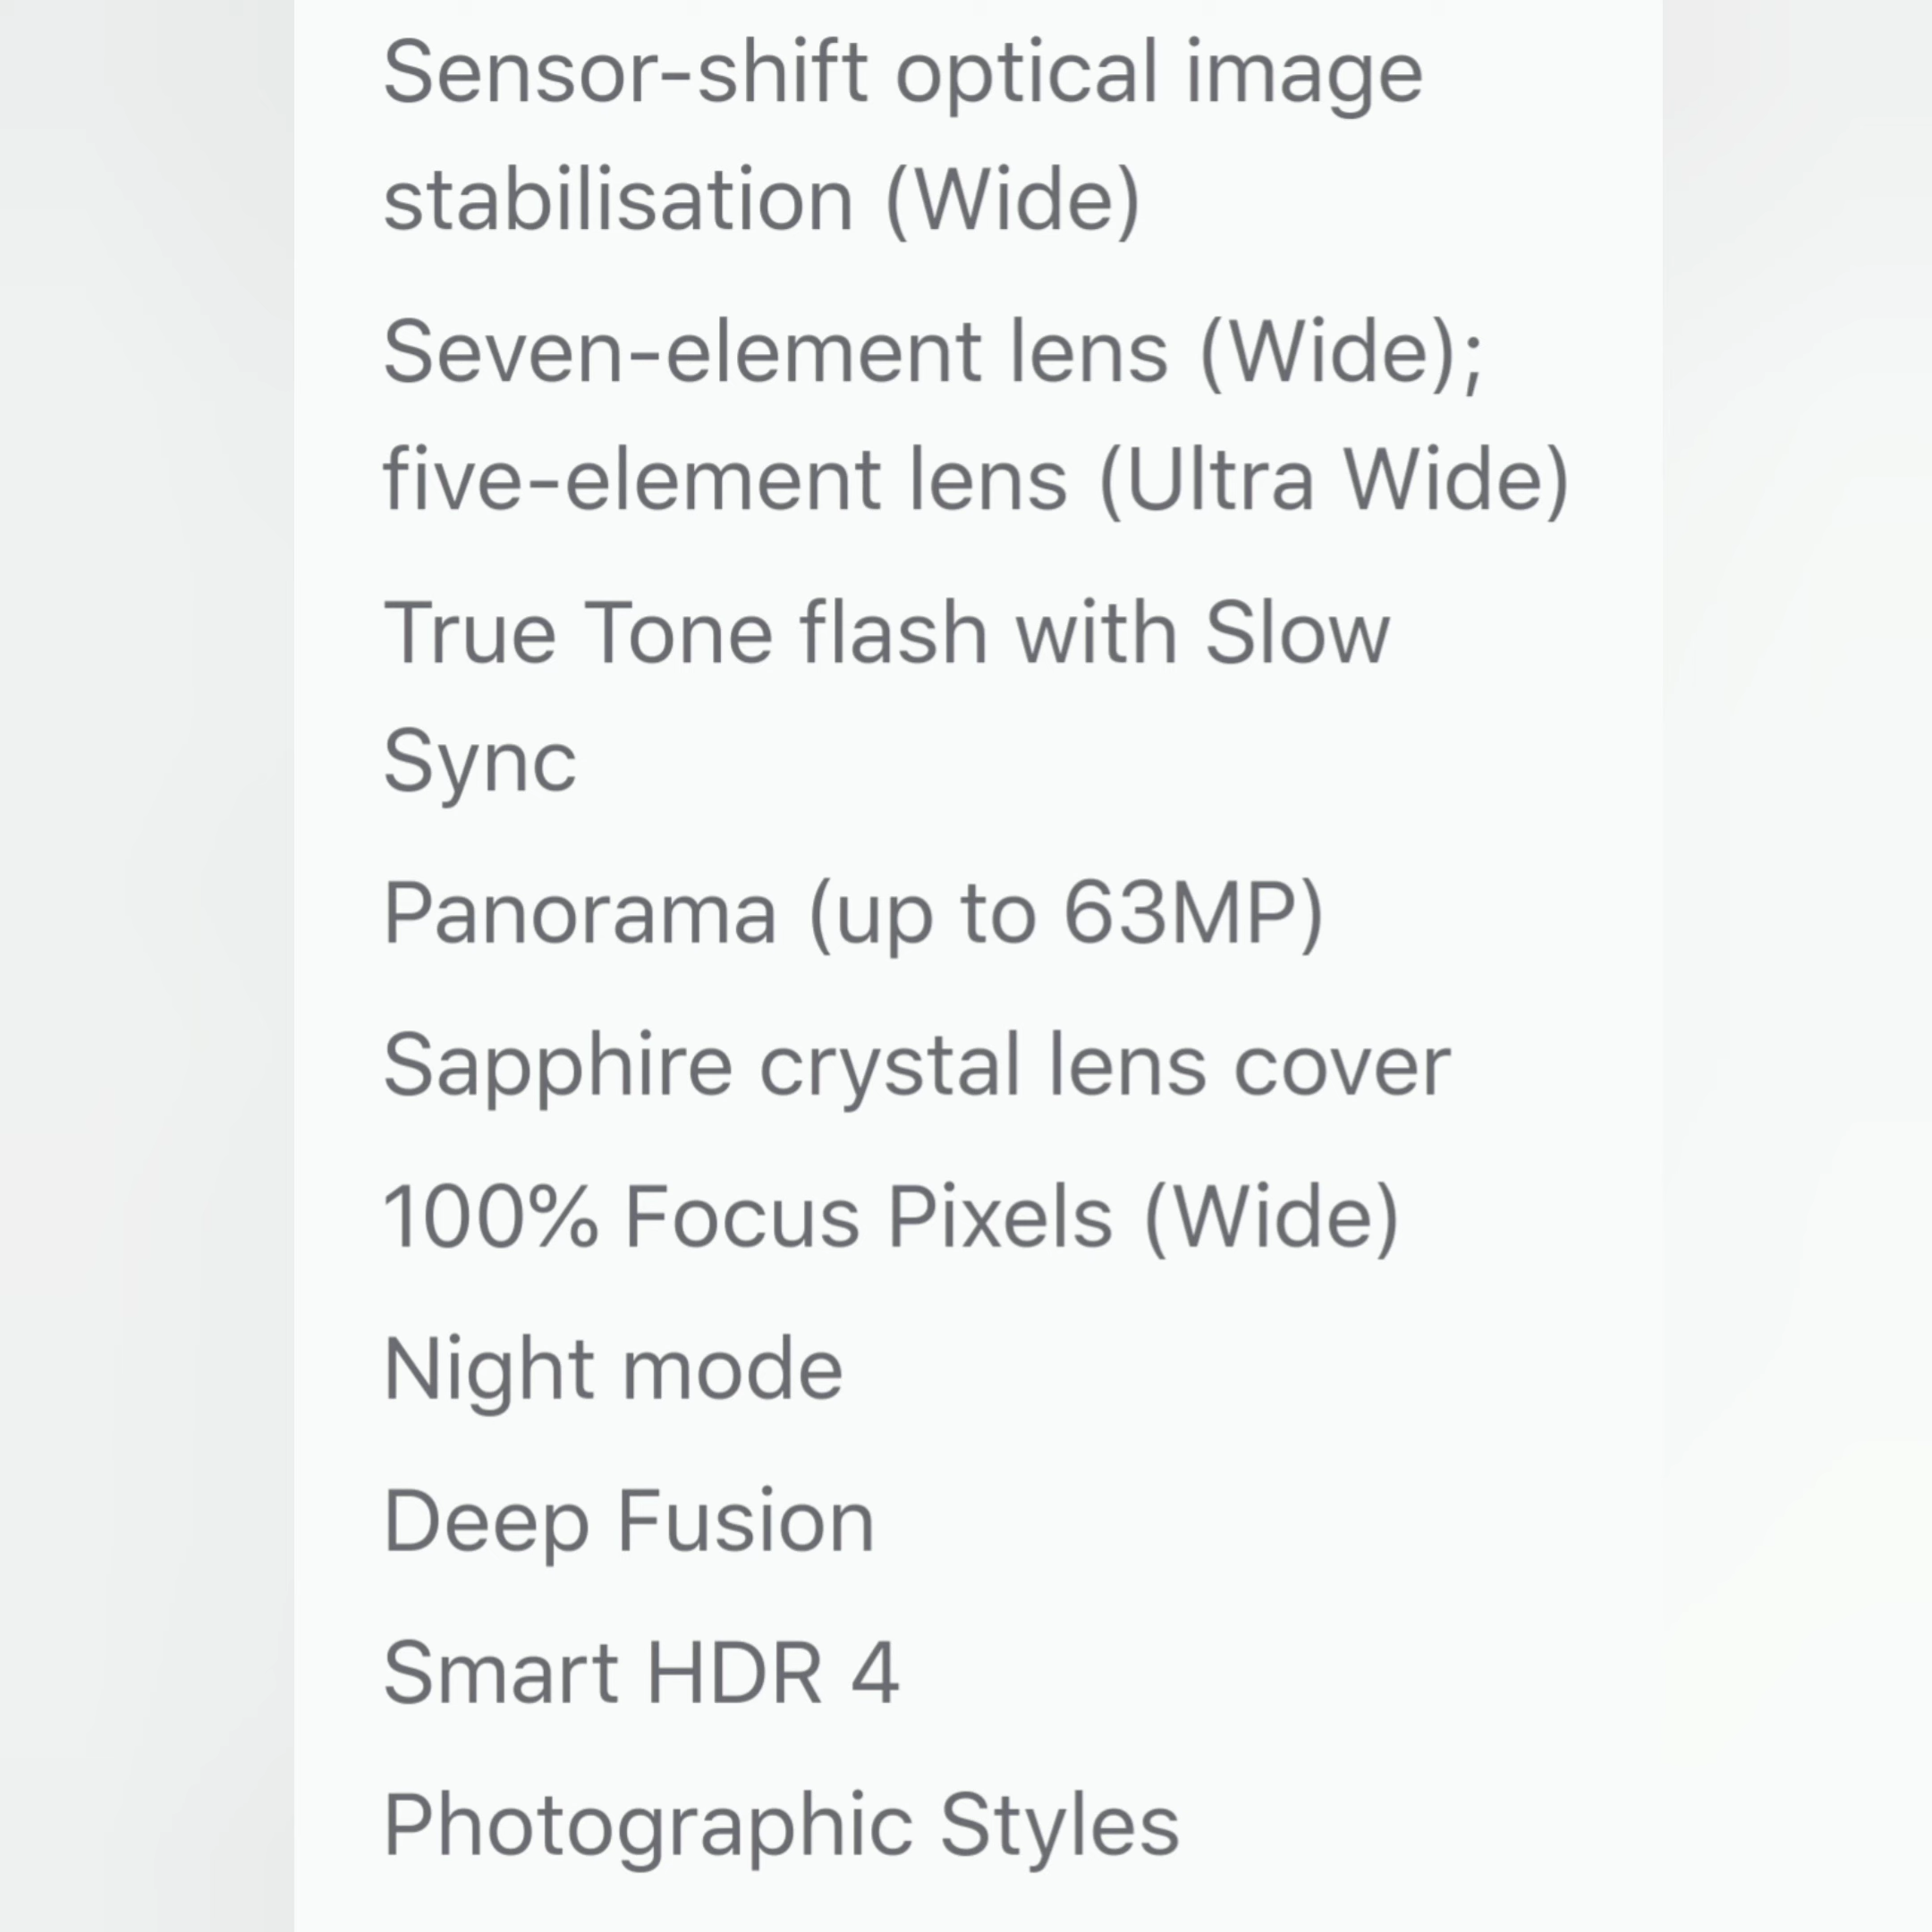 Sensor-shift optical image
stabilisation (Wide)
Seven-element lens (Wide);
five-element lens (Ultra Wide)
True Tone flash with Slow
Sync
Panorama (up to 63MP)
Sapphire crystal lens cover
100% Focus Pixels (Wide)
Night mode
Deep Fusion
Smart HDR 4
Photographic Styles